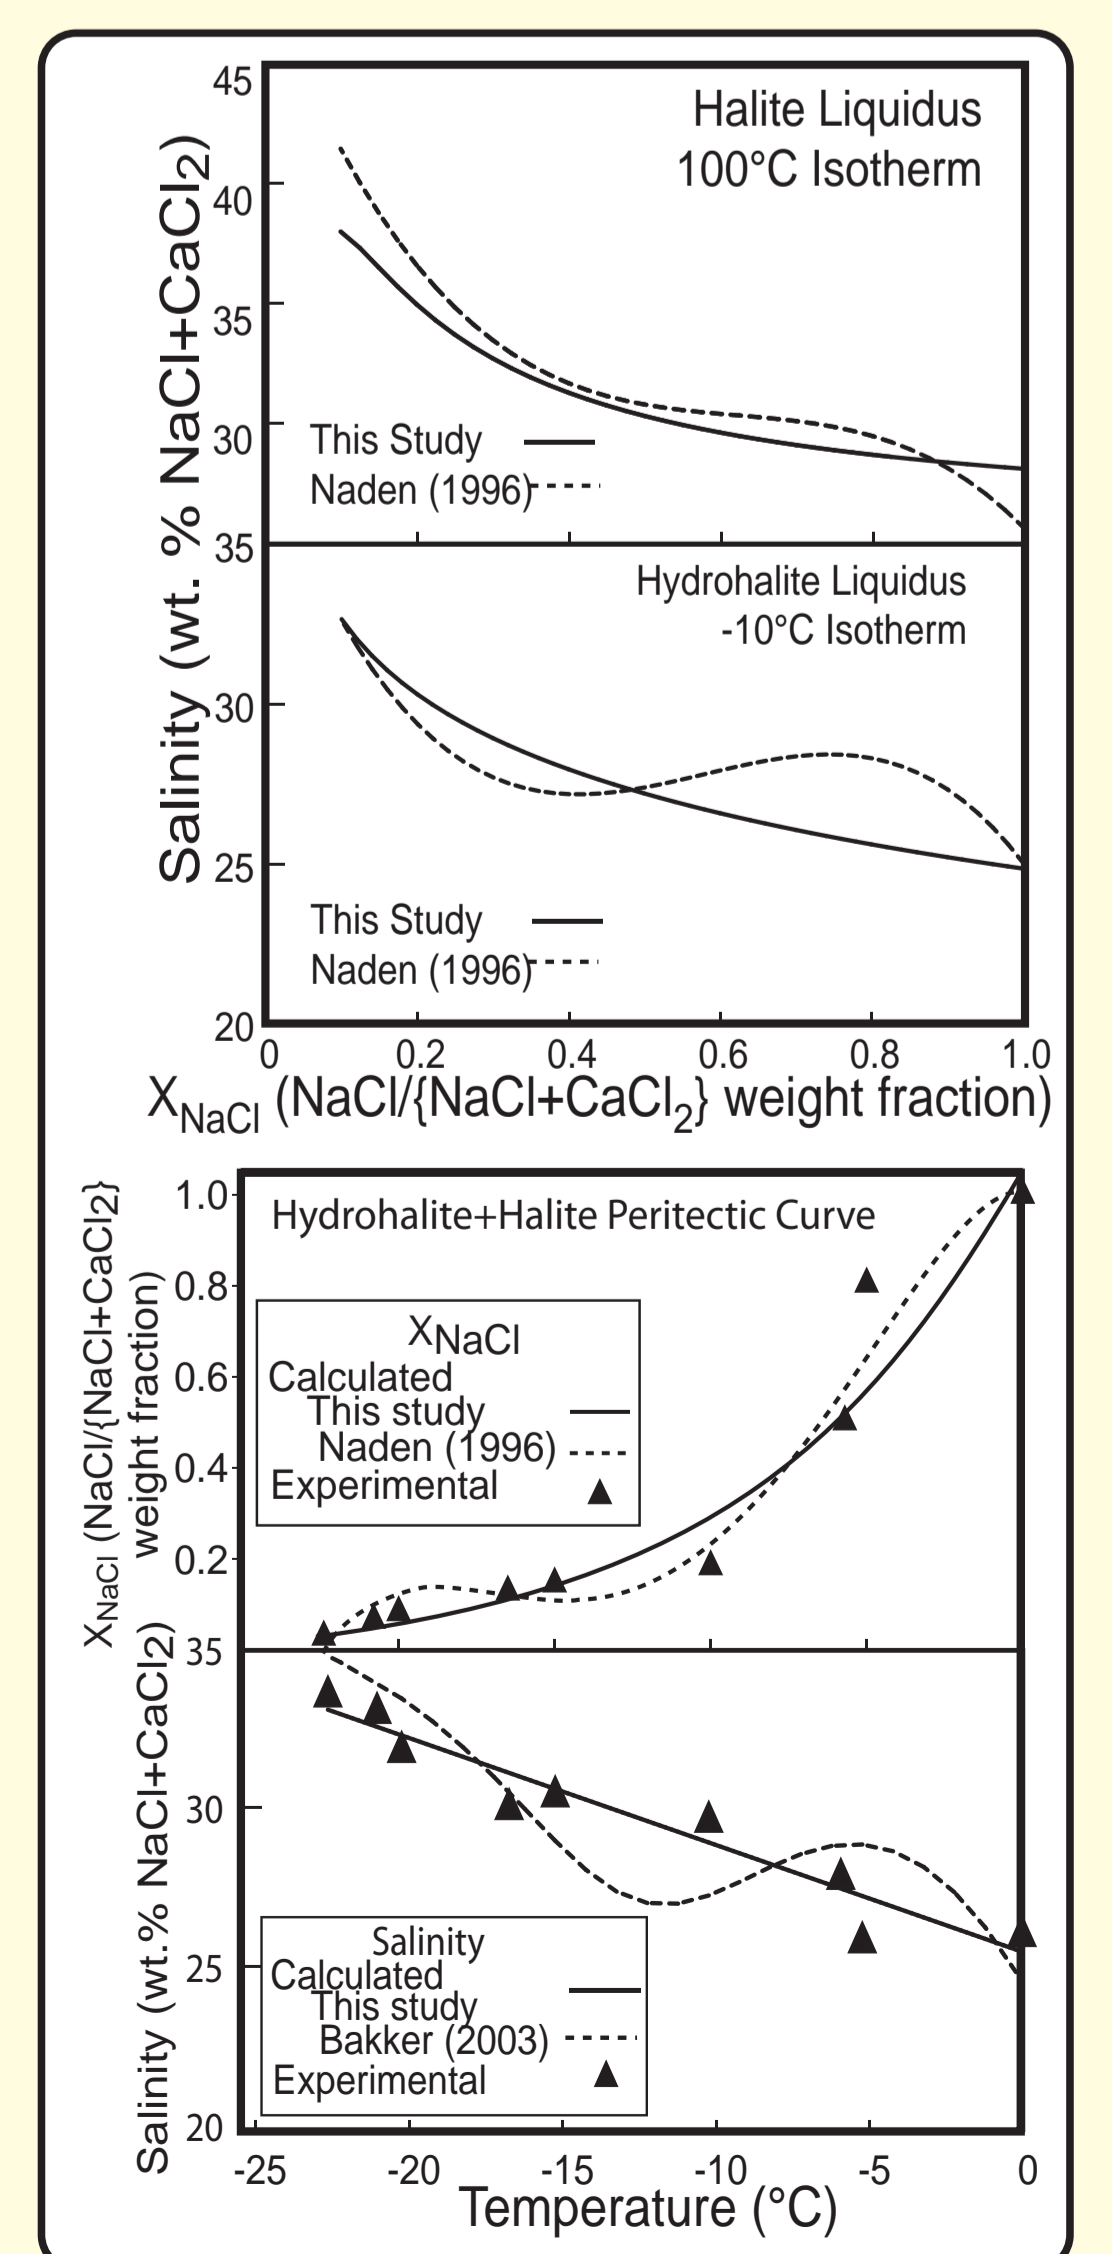 Salinity (wt. % NaCl+CaCl2)
45
40
35
30
Halite Liquidus
100°C Isotherm
This Study
Naden (1996)
35
30
25
20
Hydrohalite Liquidus
-10°C Isotherm
This Study
Naden (1996)
0 0.2 0.4 0.6 0.8 1.0
XNaCl (NaCl/{NaCl+CaCl2} weight fraction)
XNaCl (NaCl/{NaCl+CaCl2}
weight fraction)
1.0
0.8
0.6
0.4
0.2
Hydrohalite+Halite Peritectic Curve
XNaCl
Calculated
This study
Naden (1996)
Experimental
Salinity (wt.% NaCl+CaCl2)
35
30
25
20
Salinity
Calculated
This study
Bakker (2003)
Experimental
-25 -20 -15 -10 -5 0
Temperature (°C)